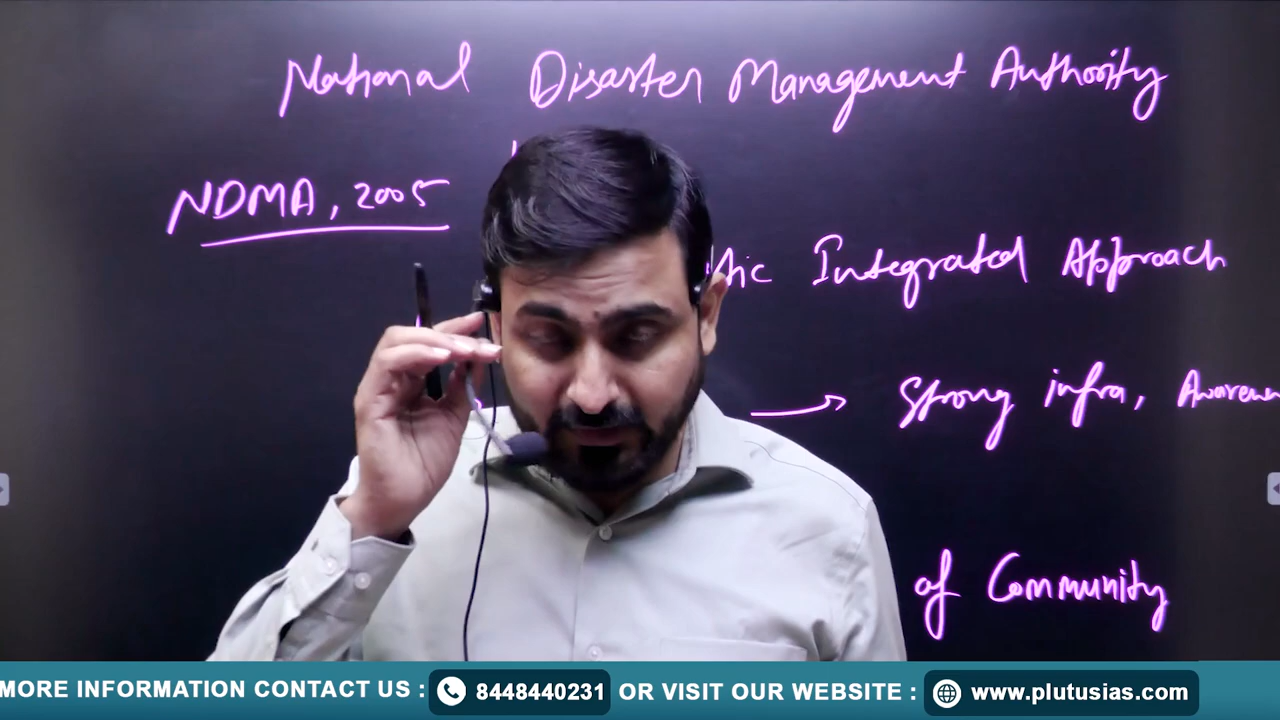 National Disaster Management Authority
NDMA, 2005
Integrated Approach
→ Strong infra,
of Community
MORE INFORMATION CONTACT US : 8448440231 OR VISIT OUR WEBSITE : www.plutusias.com